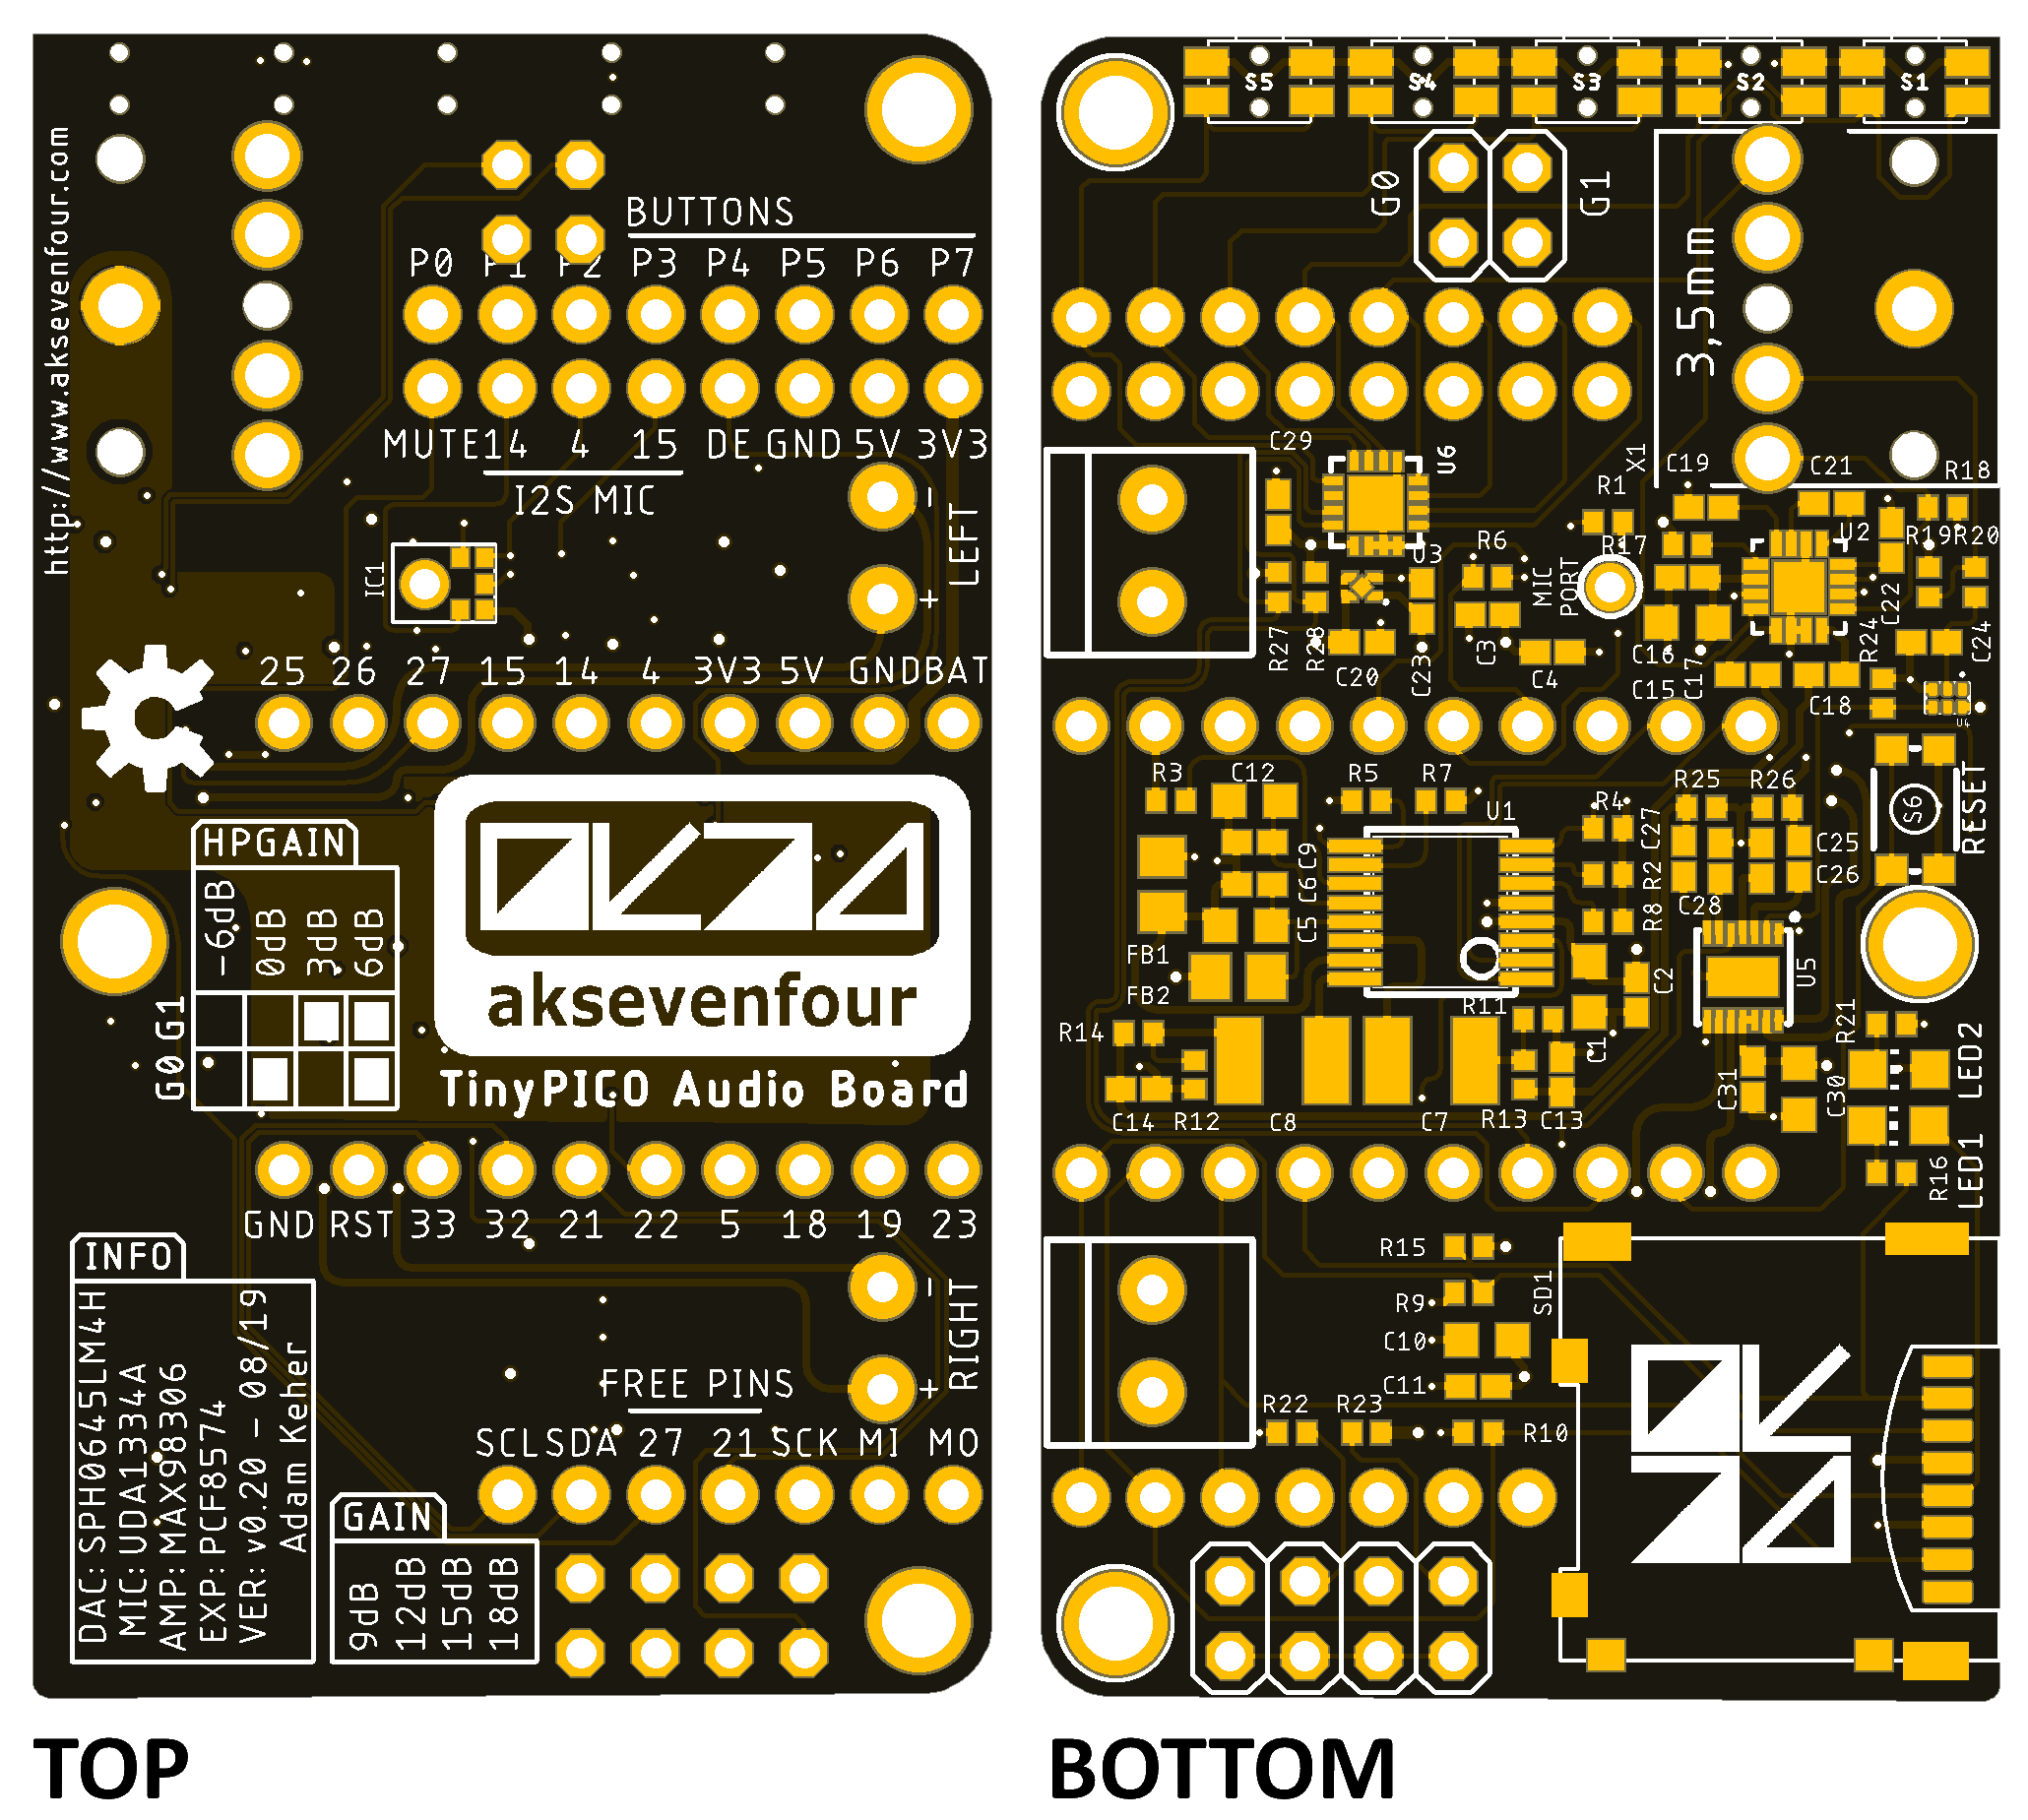 http://www.aksevenfour.com
BUTTONS
P0 P1 P2 P3 P4 P5 P6 P7
MUTE 14 4 15 DE GND 5V 3V3
I2S MIC
- LEFT +
IC1
25 26 27 15 14 4 3V3 5V GND BAT
HPGAIN
-6dB
0dB
3dB
6dB
G0 G1
aksevenfour
TinyPICO Audio Board
GND RST 33 32 21 22 5 18 19 23
INFO
DAC:SPH0645LM4H
MIC:UDA1334A
AMP:MAX98306
EXP:PCF8574
VER:v0.20 - 08/19
Adam Keher
- RIGHT +
FREE PINS
SCL SDA 27 21 SCK MI MO
GAIN
9dB
12dB
15dB
18dB
TOP
S5 S4 S3 S2 S1
G0 G1
3,5mm
C29 U6 X1 C19 C21 R18
R1
U3 R6 R17 U2 R19 R20
MIC
PORT
R27 R28 C20 C23 C3 C4 C16 C15 C17 C18 C22 R24 C24
U4
R3 C12 R5 R7 U1 R4 C27 R25 R26 S6 RESET
C9 C6 C5 R2 R8 C25 C26 C28
FB1
FB2
R11 C2 U5 R21 LED2
R14 C1 C31 C30
C14 R12 C8 C7 R13 C13 LED1 R16
R15
R9 SD1
C10
C11
R22 R23 R10
BOTTOM